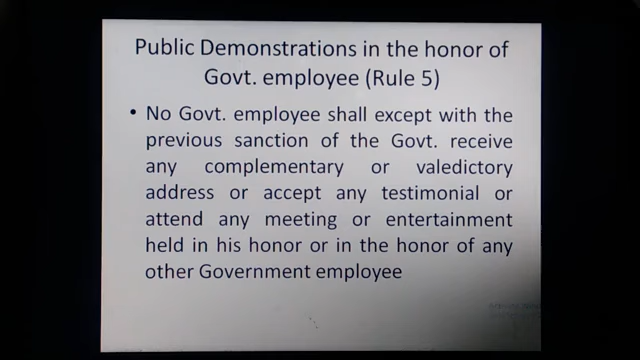 Public Demonstrations in the honor of
Govt. employee (Rule 5)
• No Govt. employee shall except with the
previous sanction of the Govt. receive
any complementary or valedictory
address or accept any testimonial or
attend any meeting or entertainment
held in his honor or in the honor of any
other Government employee